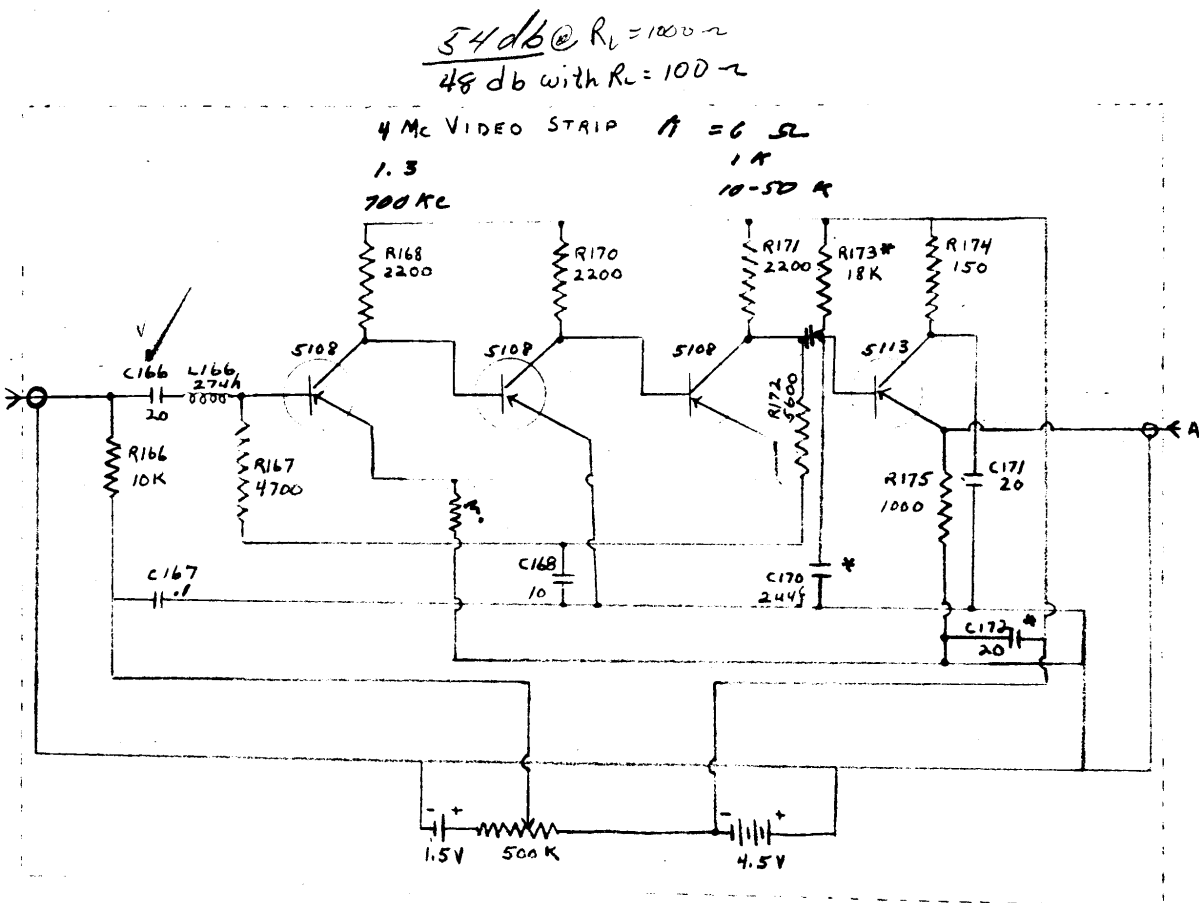 54 db @ RL = 1000 Ω
48 db with RL = 100 Ω
4 Mc VIDEO STRIP A = 6 Ω
1.3
1 K
700 Kc
10-50 K
R168
2200
R170
2200
R171
2200
R173*
18K
R174
150
V
C166
20
L166
27uh
5108
5108
5108
5113
R172
5600
A
R166
10K
R167
4700
R175
1000
C171
20
C167
.1
C168
10
C170
*
C172
20
*
- +
1.5V
500K
- +
4.5V